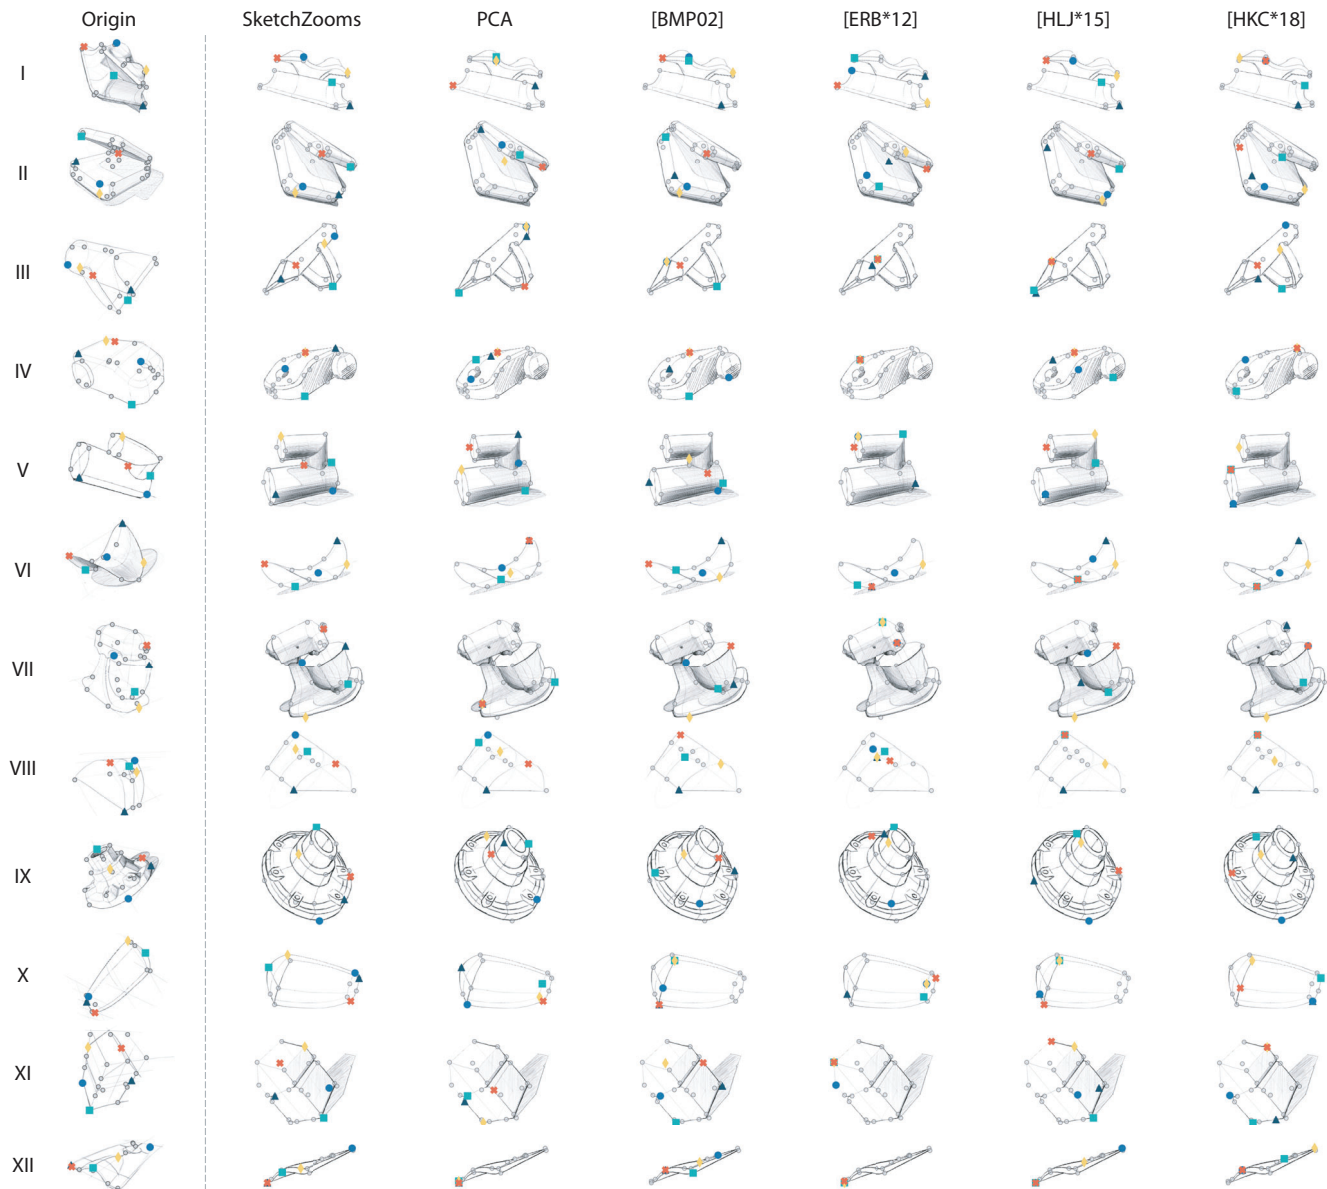 Origin SketchZooms PCA [BMP02] [ERB*12] [HLJ*15] [HKC*18]
I
II
III
IV
V
VI
VII
VIII
IX
X
XI
XII